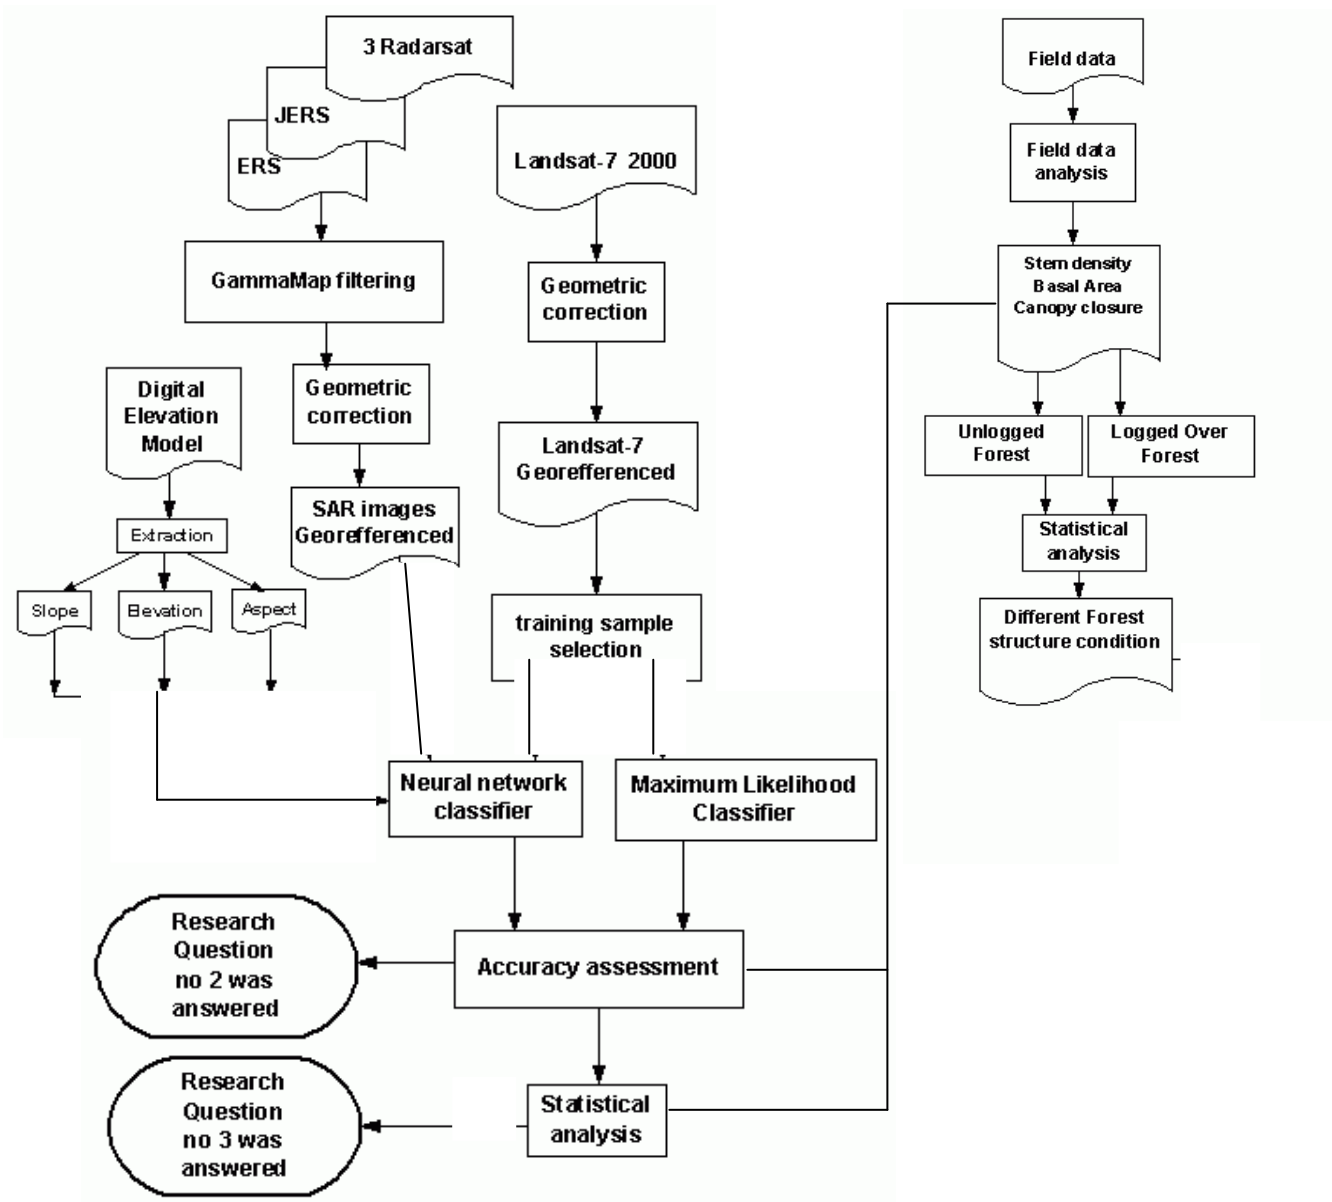 3 Radarsat
JERS
ERS
Landsat-7 2000
Field data
Field data
analysis
GammaMap filtering
Geometric
correction
Stem density
Basal Area
Canopy closure
Digital
Elevation
Model
Geometric
correction
Landsat-7
Georefferenced
Unlogged
Forest
Logged Over
Forest
SAR images
Georefferenced
Extraction
Statistical
analysis
Slope
Elevation
Aspect
training sample
selection
Different Forest
structure condition
Neural network
classifier
Maximum Likelihood
Classifier
Research
Question
no 2 was
answered
Accuracy assessment
Research
Question
no 3 was
answered
Statistical
analysis